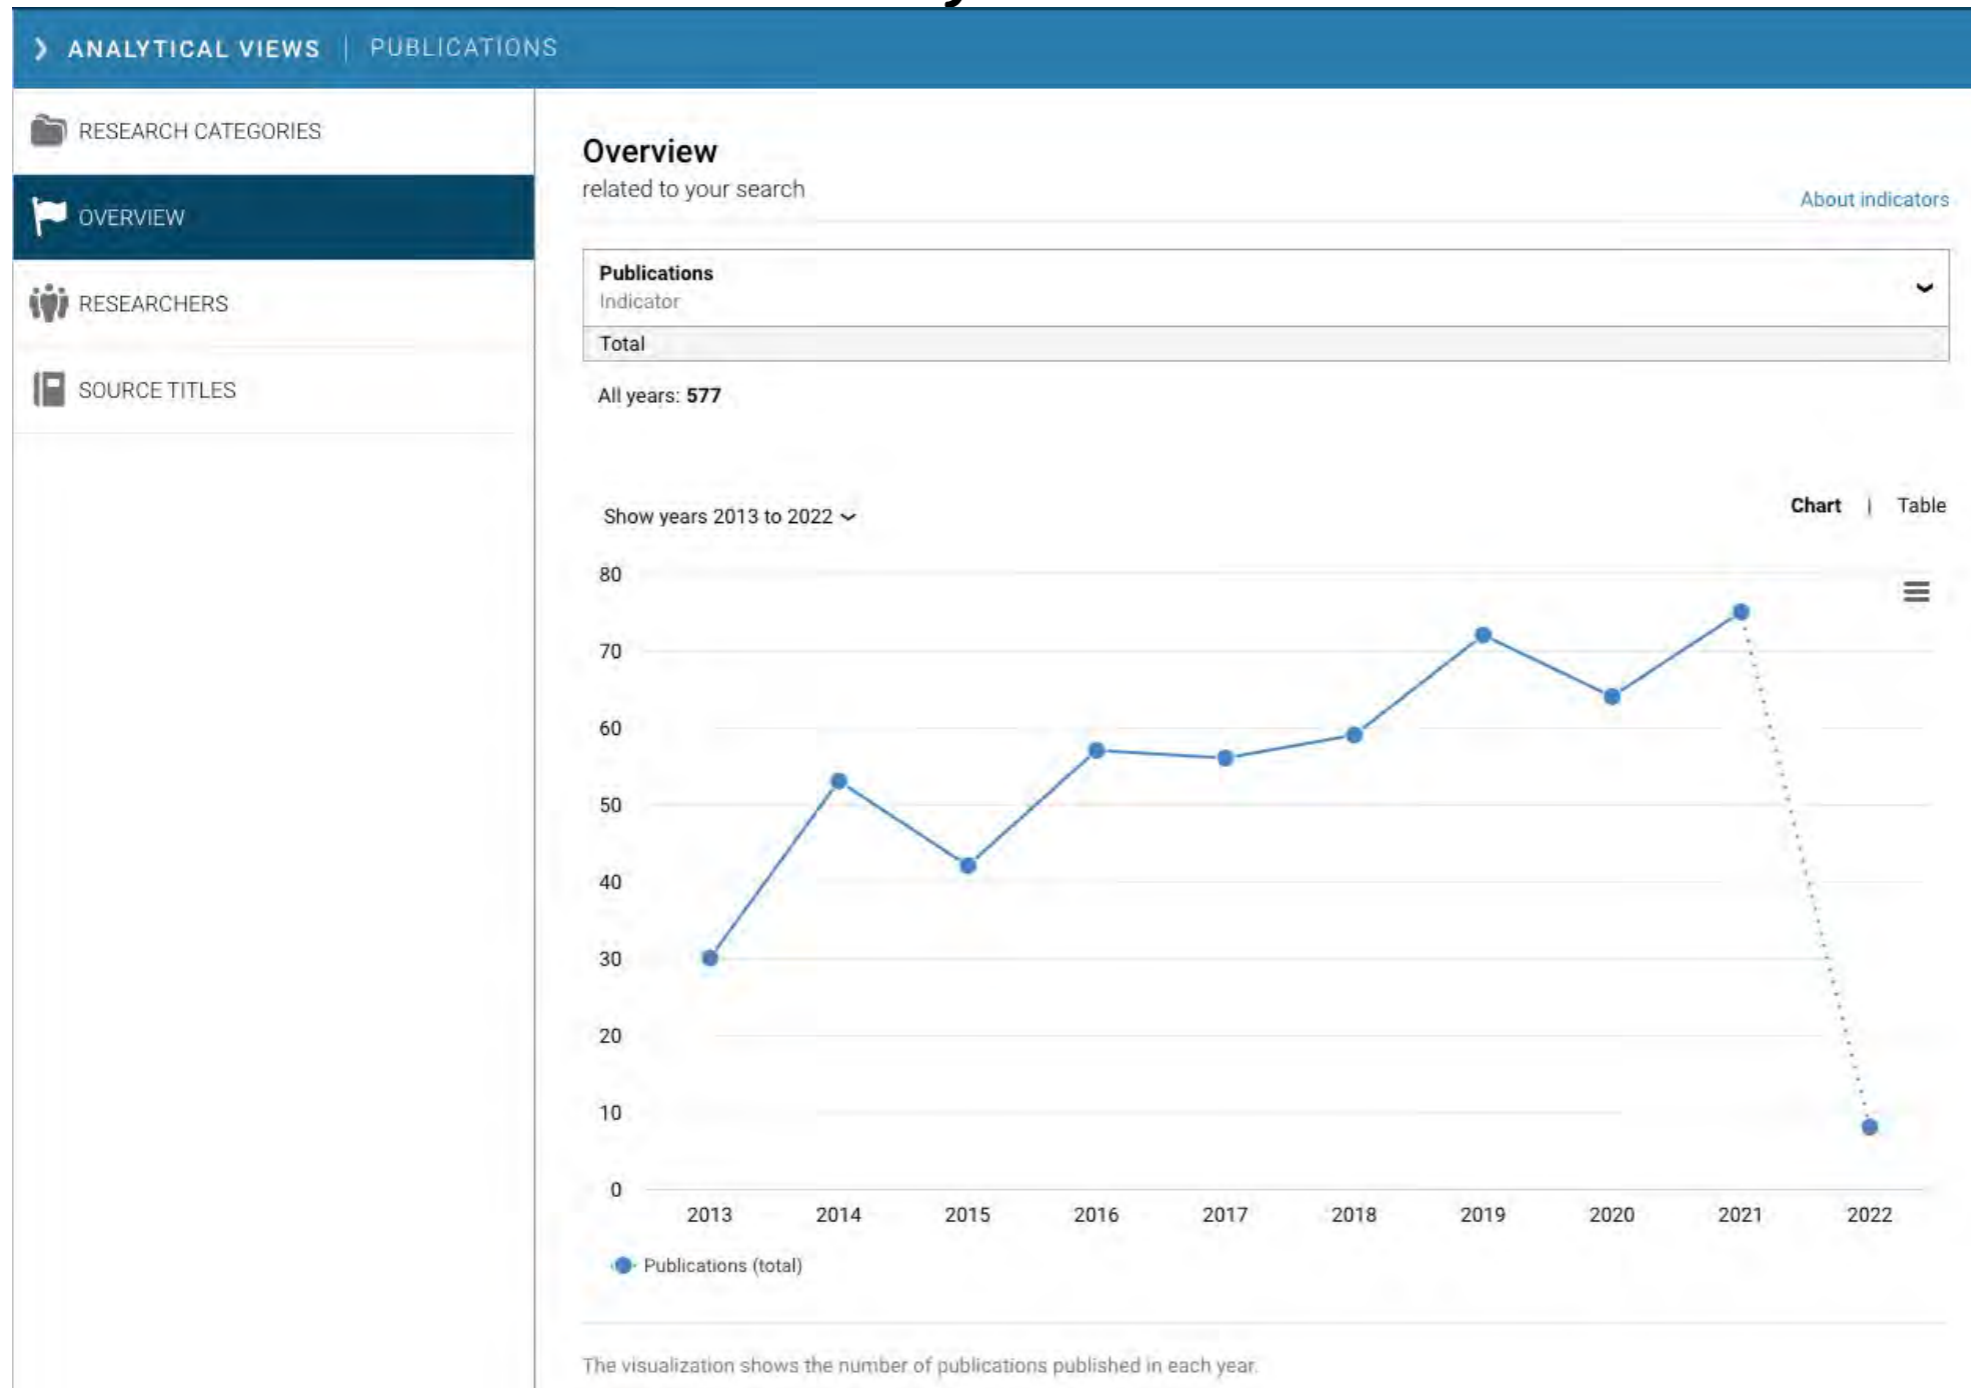 ANALYTICAL VIEWS | PUBLICATIONS
RESEARCH CATEGORIES
OVERVIEW
RESEARCHERS
SOURCE TITLES
Overview
related to your search
About indicators
Publications
Indicator
Total
All years: 577
Show years 2013 to 2022
Chart | Table
80
70
60
50
40
30
20
10
0
2013 2014 2015 2016 2017 2018 2019 2020 2021 2022
Publications (total)
The visualization shows the number of publications published in each year.